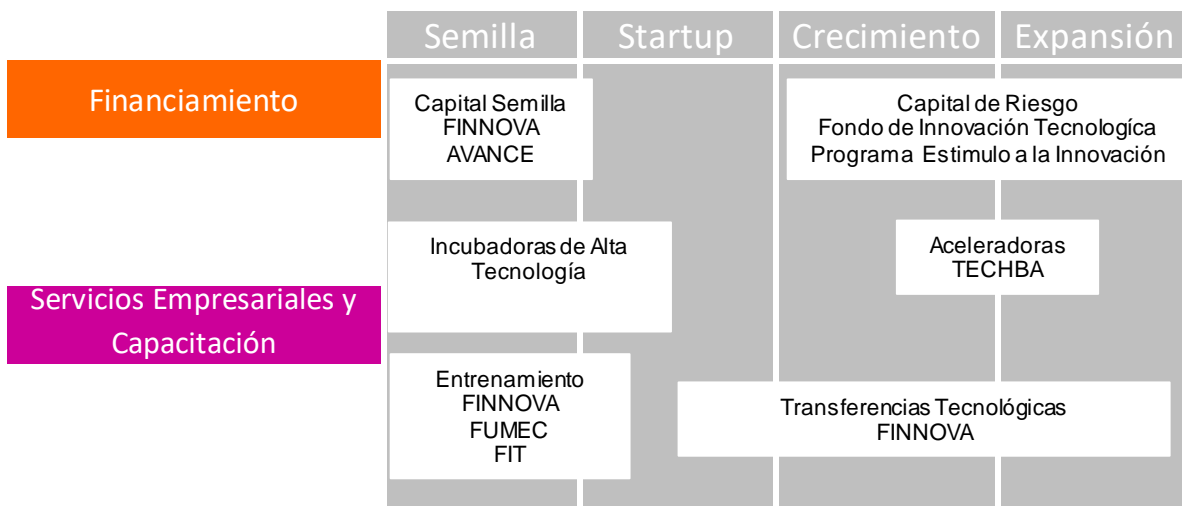 Semilla Startup Crecimiento Expansión
Financiamiento
Capital Semilla
FINNOVA
AVANCE
Capital de Riesgo
Fondo de Innovación Tecnologíca
Programa Estimulo a la Innovación
Servicios Empresariales y
Capacitación
Incubadoras de Alta
Tecnología
Aceleradoras
TECHBA
Entrenamiento
FINNOVA
FUMEC
FIT
Transferencias Tecnológicas
FINNOVA